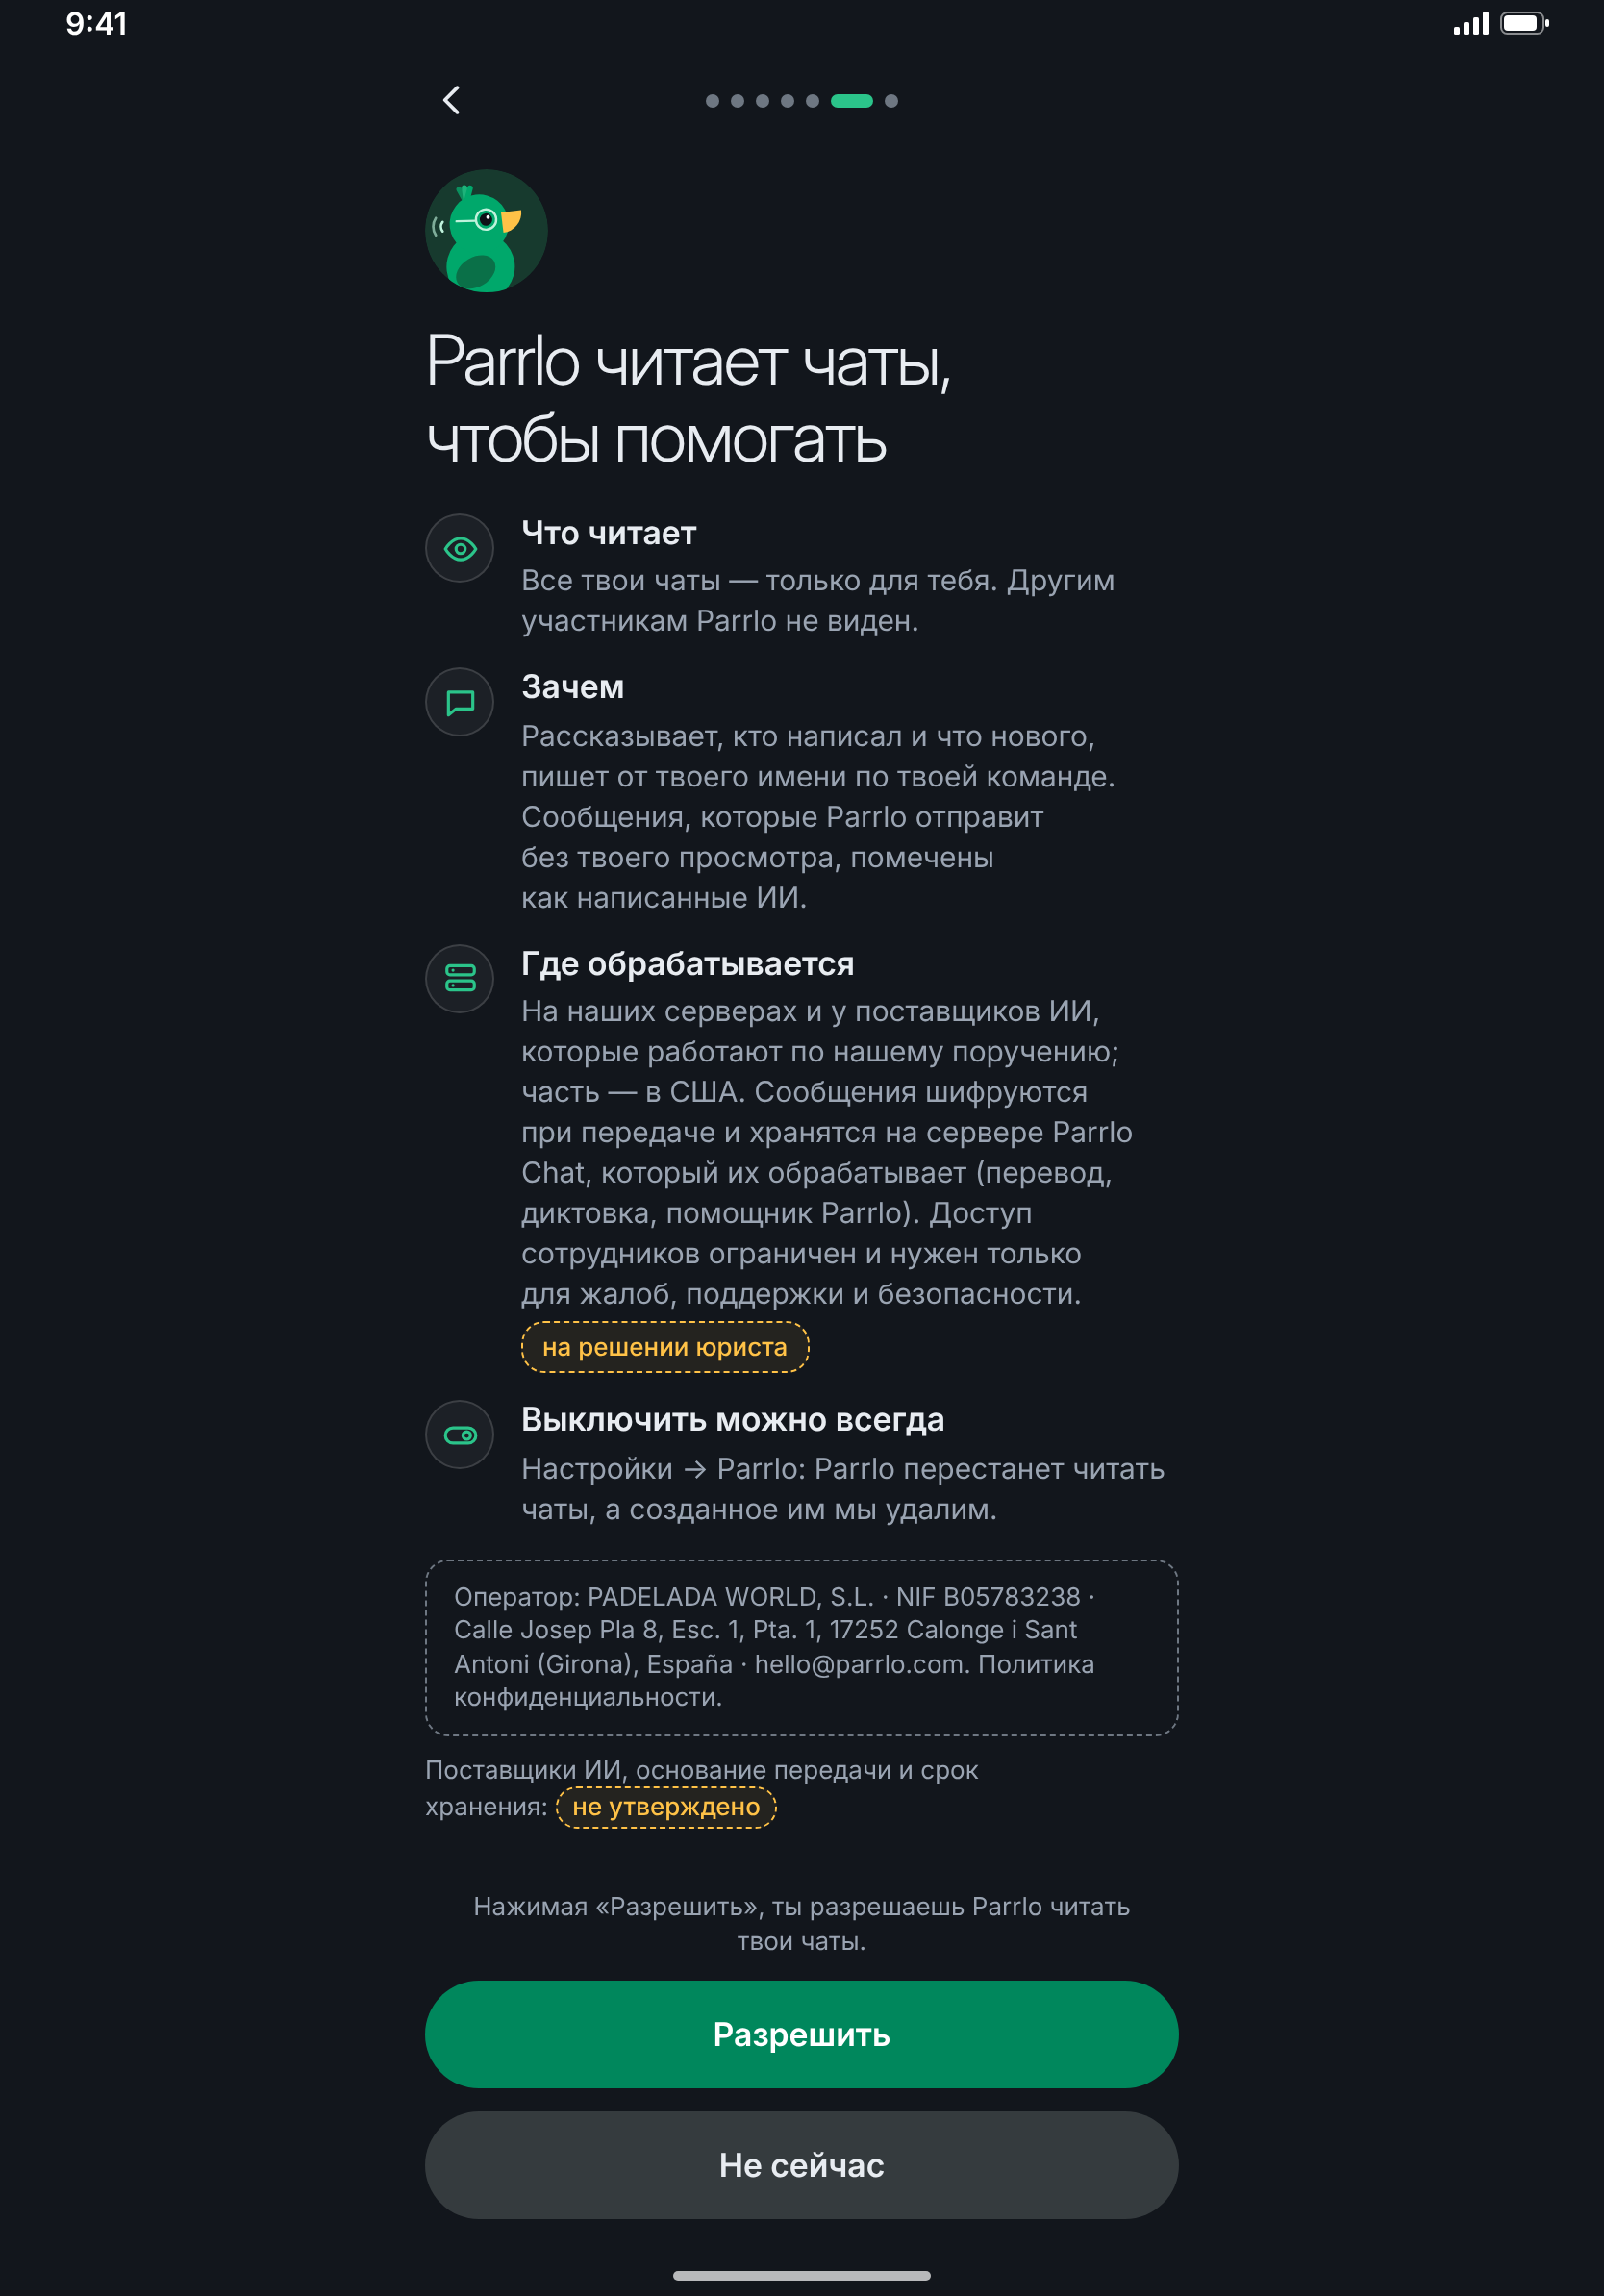 9:41
Parrlo читает чаты,
чтобы помогать
Что читает
Все твои чаты — только для тебя. Другим
участникам Parrlo не виден.
Зачем
Рассказывает, кто написал и что нового,
пишет от твоего имени по твоей команде.
Сообщения, которые Parrlo отправит
без твоего просмотра, помечены
как написанные ИИ.
Где обрабатывается
На наших серверах и у поставщиков ИИ,
которые работают по нашему поручению;
часть — в США. Сообщения шифруются
при передаче и хранятся на сервере Parrlo
Chat, который их обрабатывает (перевод,
диктовка, помощник Parrlo). Доступ
сотрудников ограничен и нужен только
для жалоб, поддержки и безопасности.
на решении юриста
Выключить можно всегда
Настройки → Parrlo: Parrlo перестанет читать
чаты, а созданное им мы удалим.
Оператор: PADELADA WORLD, S.L. · NIF B05783238 ·
Calle Josep Pla 8, Esc. 1, Pta. 1, 17252 Calonge i Sant
Antoni (Girona), España · hello@parrlo.com. Политика
конфиденциальности.
Поставщики ИИ, основание передачи и срок
хранения: не утверждено
Нажимая «Разрешить», ты разрешаешь Parrlo читать
твои чаты.
Разрешить
Не сейчас